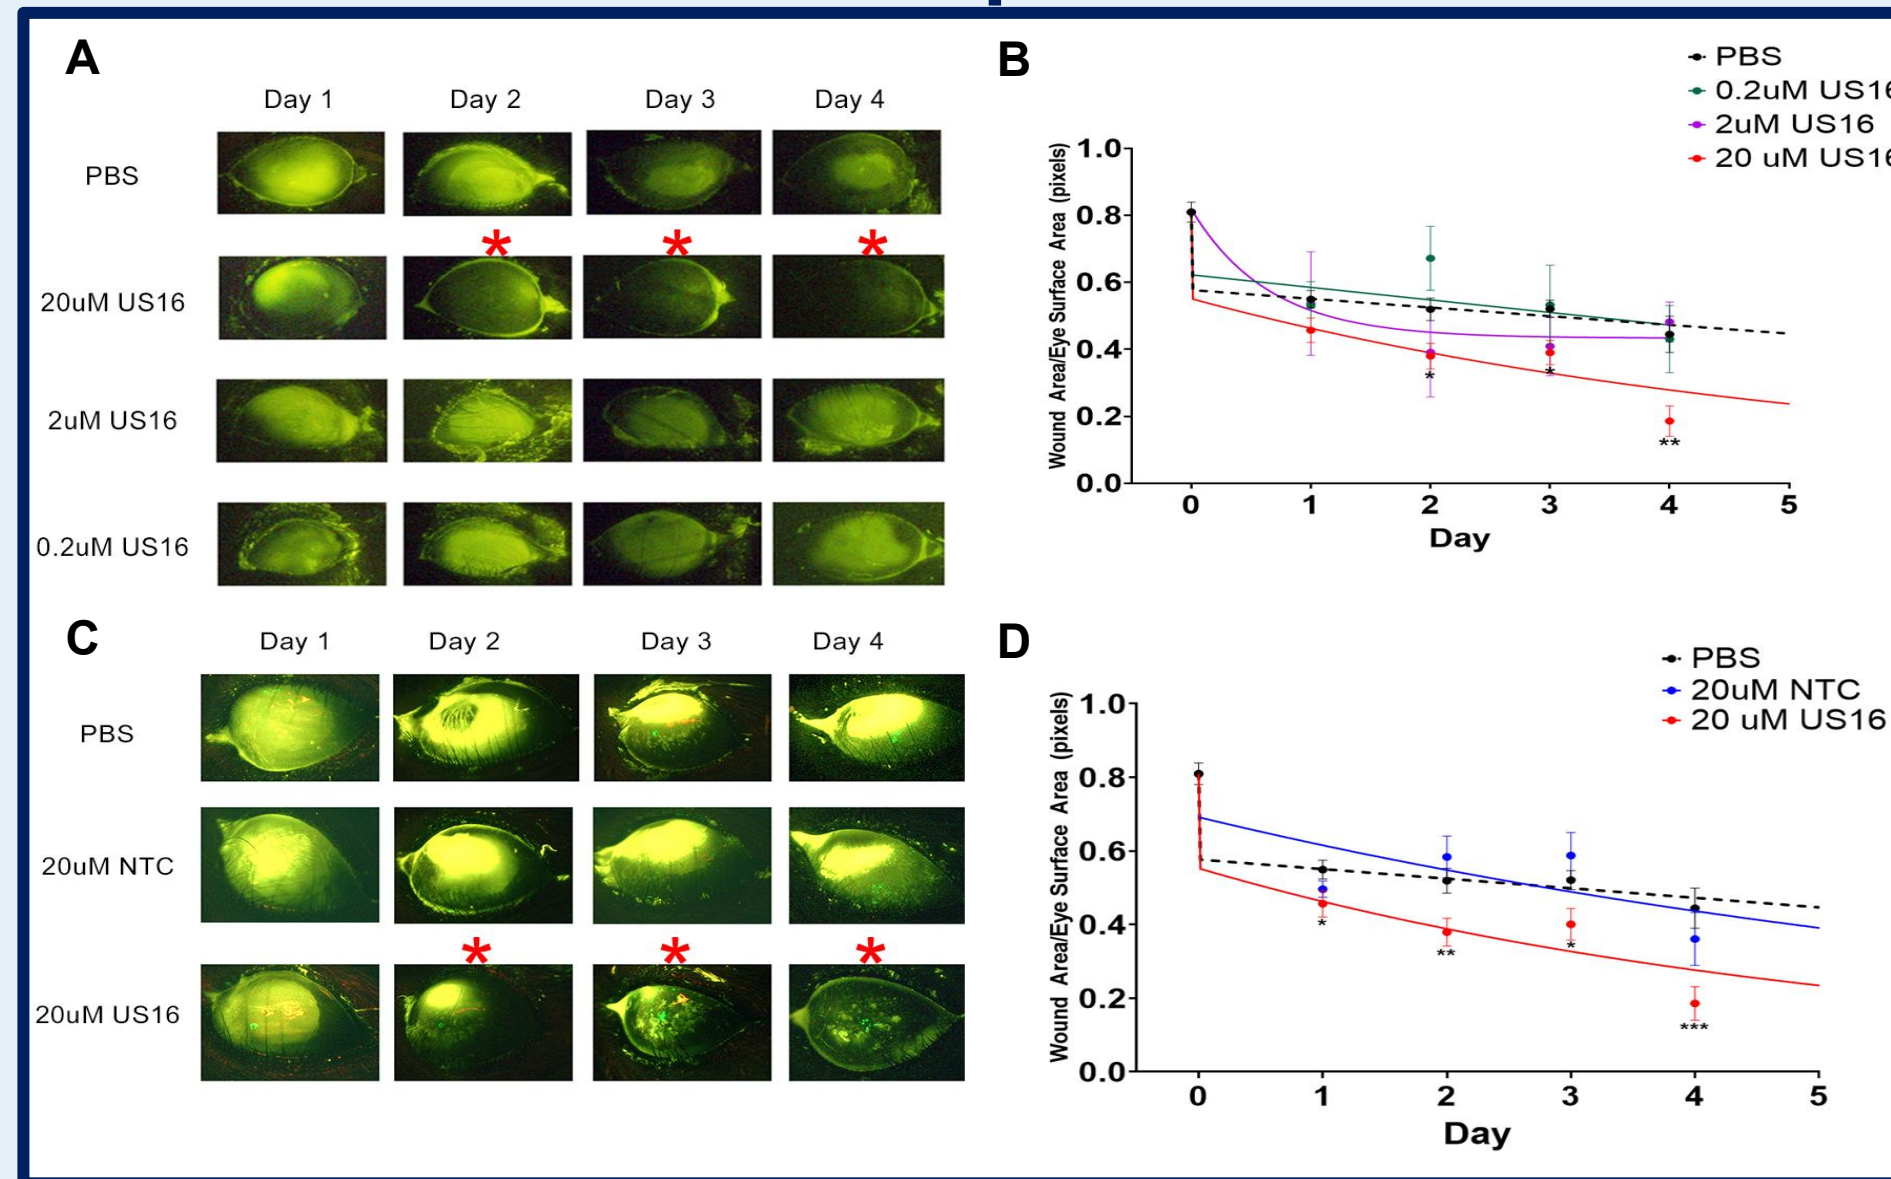 A
Day 1 Day 2 Day 3 Day 4
PBS
20uM US16
* * *
2uM US16
0.2uM US16
B
PBS
0.2uM US16
2uM US16
20 uM US16
Wound Area/Eye Surface Area (pixels)
1.0
0.8
0.6
0.4
0.2
0.0
* * **
0 1 2 3 4 5
Day
C
Day 1 Day 2 Day 3 Day 4
PBS
20uM NTC
* * *
20uM US16
D
PBS
20uM NTC
20 uM US16
Wound Area/Eye Surface Area (pixels)
1.0
0.8
0.6
0.4
0.2
0.0
* ** * ***
0 1 2 3 4 5
Day